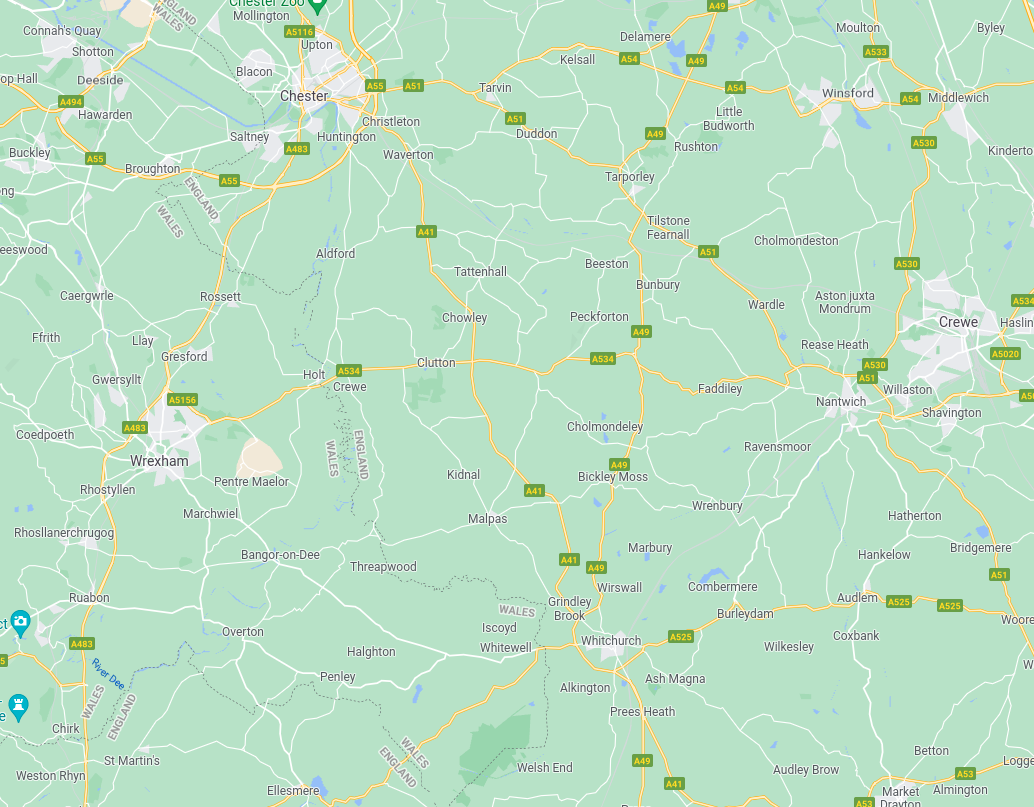 Chester Zoo
ENGLAND
WALES
Mollington
A49
Connah's Quay
A5116
Delamere
Moulton
Byley
Shotton
Upton
A533
Kelsall
A54
A49
Blacon
op Hall
Deeside
A55
A51
Tarvin
A54
Winsford
Chester
A54
Middlewich
A494
Hawarden
Christleton
A51
Little
Budworth
Saltney
Huntington
Duddon
A49
A530
A483
Rushton
Buckley
A55
Waverton
Kinderto
Broughton
Tarporley
A55
ng
ENGLAND
WALES
Tilstone
Fearnall
A41
Cholmondeston
eeswood
Aldford
A51
Beeston
A530
Tattenhall
Bunbury
Caergwrle
Rossett
Aston juxta
Mondrum
A534
Wardle
Chowley
Peckforton
Crewe
Haslin
Ffrith
Llay
A49
Rease Heath
Gresford
A534
A5020
Clutton
A530
Holt
A534
A51
Gwersyllt
Crewe
Faddiley
Willaston
A50
A5156
Nantwich
Shavington
A483
Cholmondeley
Coedpoeth
WALES
ENGLAND
Ravensmoor
Wrexham
A49
Kidnal
Bickley Moss
Pentre Maelor
Rhostyllen
A41
Wrenbury
Marchwiel
Malpas
Hatherton
Rhosllanerchrugog
Marbury
Bridgemere
Bangor-on-Dee
A41
Hankelow
Threapwood
A49
A51
Wirswall
Combermere
Ruabon
WALES
Grindley
Brook
Audlem
A525
A525
Burleydam
ct
Iscoyd
Woore
Overton
Whitchurch
A525
Coxbank
A483
Halghton
Whitewell
Wilkesley
5
W
River Dee
Penley
Ash Magna
Alkington
WALES
ENGLAND
e
Prees Heath
Chirk
WALES
ENGLAND
Betton
St Martin's
A49
Logge
Weston Rhyn
Welsh End
Audley Brow
A53
A41
Ellesmere
Market
Drayton
Almington
A53